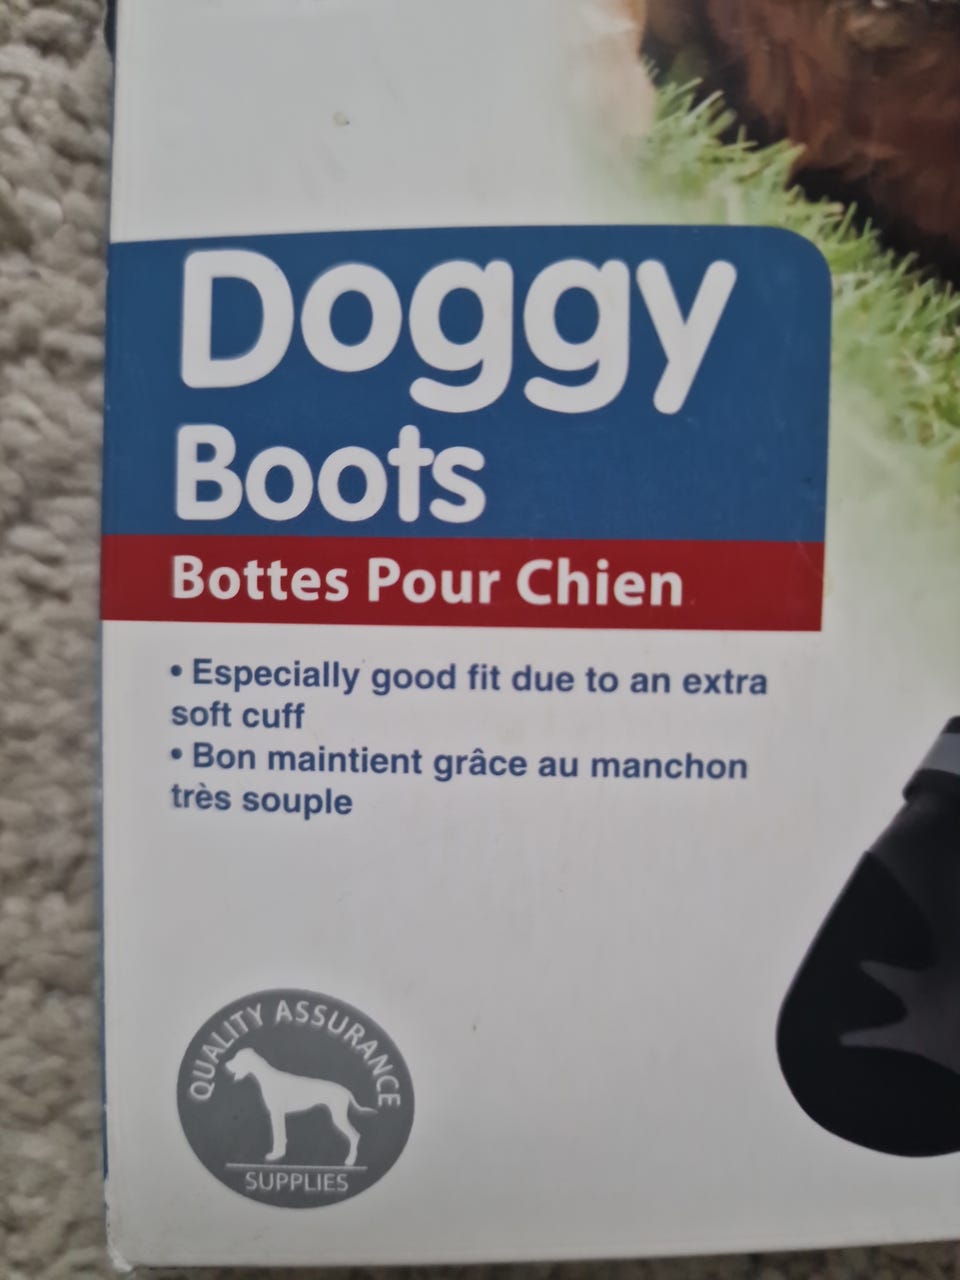 Doggy
Boots
Bottes Pour Chien
• Especially good fit due to an extra
soft cuff
• Bon maintient grâce au manchon
très souple
QUALITY ASSURANCE
SUPPLIES